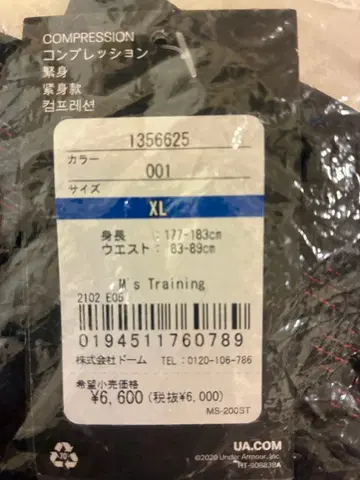 COMPRESSION
コンプレッション
緊身
紧身款
컴프레션
1356625
カラー
001
サイズ
XL
身長 :177-183cm
ウエスト: 83-89cm
M's Training
2102 E06
0194511760789
株式会社ドーム TEL:0120-106-786
希望小売価格
¥6,600(税抜¥6,000)
MS-200ST
UA.COM
©2020 Under Armour, Inc.